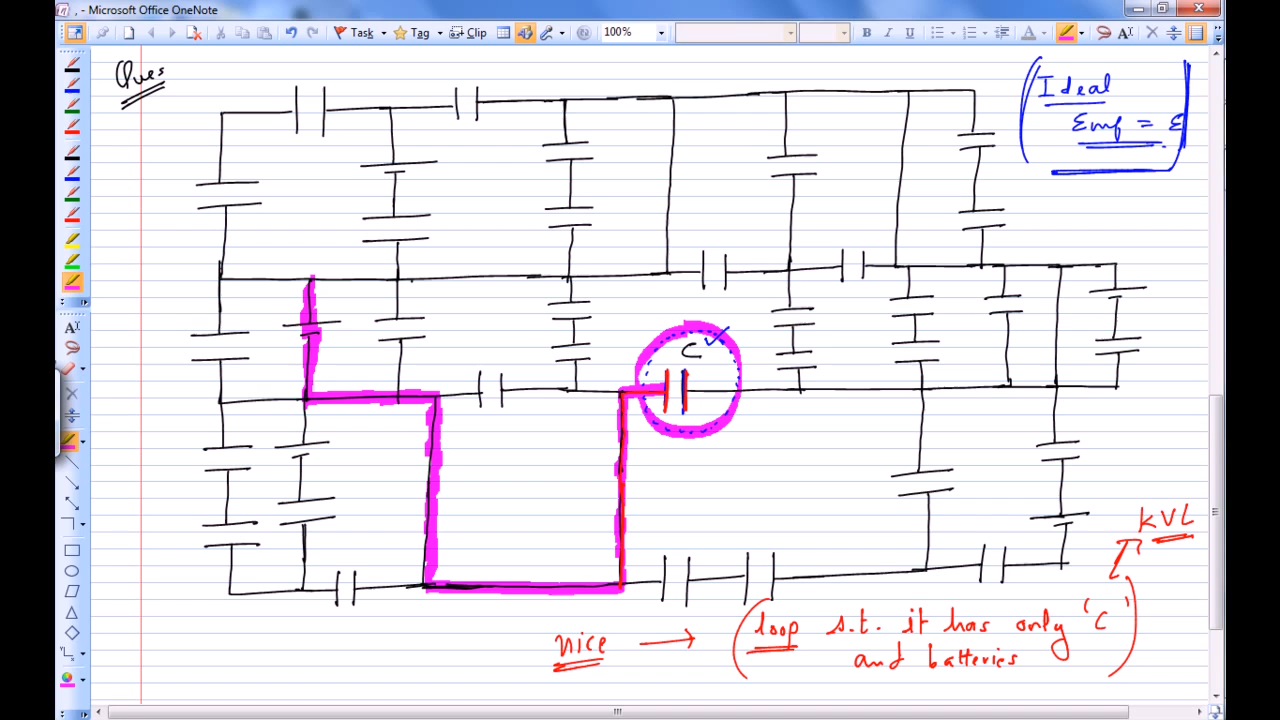 , - Microsoft Office OneNote
Task
Tag
Clip
100%
B I U
A
A
Ques
Ideal
Emf = ε
C
KVL
nice → (loop s.t. it has only 'C'
and batteries)